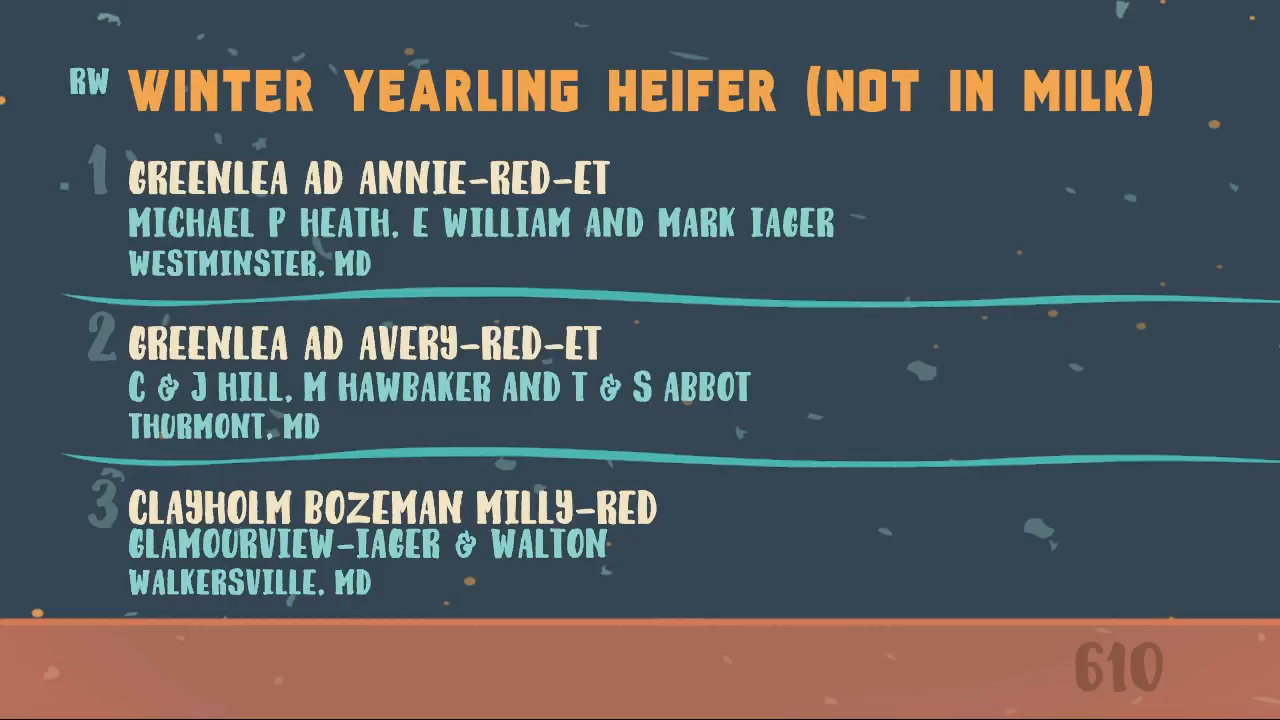 RW WINTER YEARLING HEIFER (NOT IN MILK)
1 GREENLEA AD ANNIE-RED-ET
MICHAEL P HEATH, E WILLIAM AND MARK IAGER
WESTMINSTER, MD
2 GREENLEA AD AVERY-RED-ET
C & J HILL, M HAWBAKER AND T & S ABBOT
THURMONT, MD
3 CLAYHOLM BOZEMAN MILLY-RED
GLAMOURVIEW-IAGER & WALTON
WALKERSVILLE, MD
610